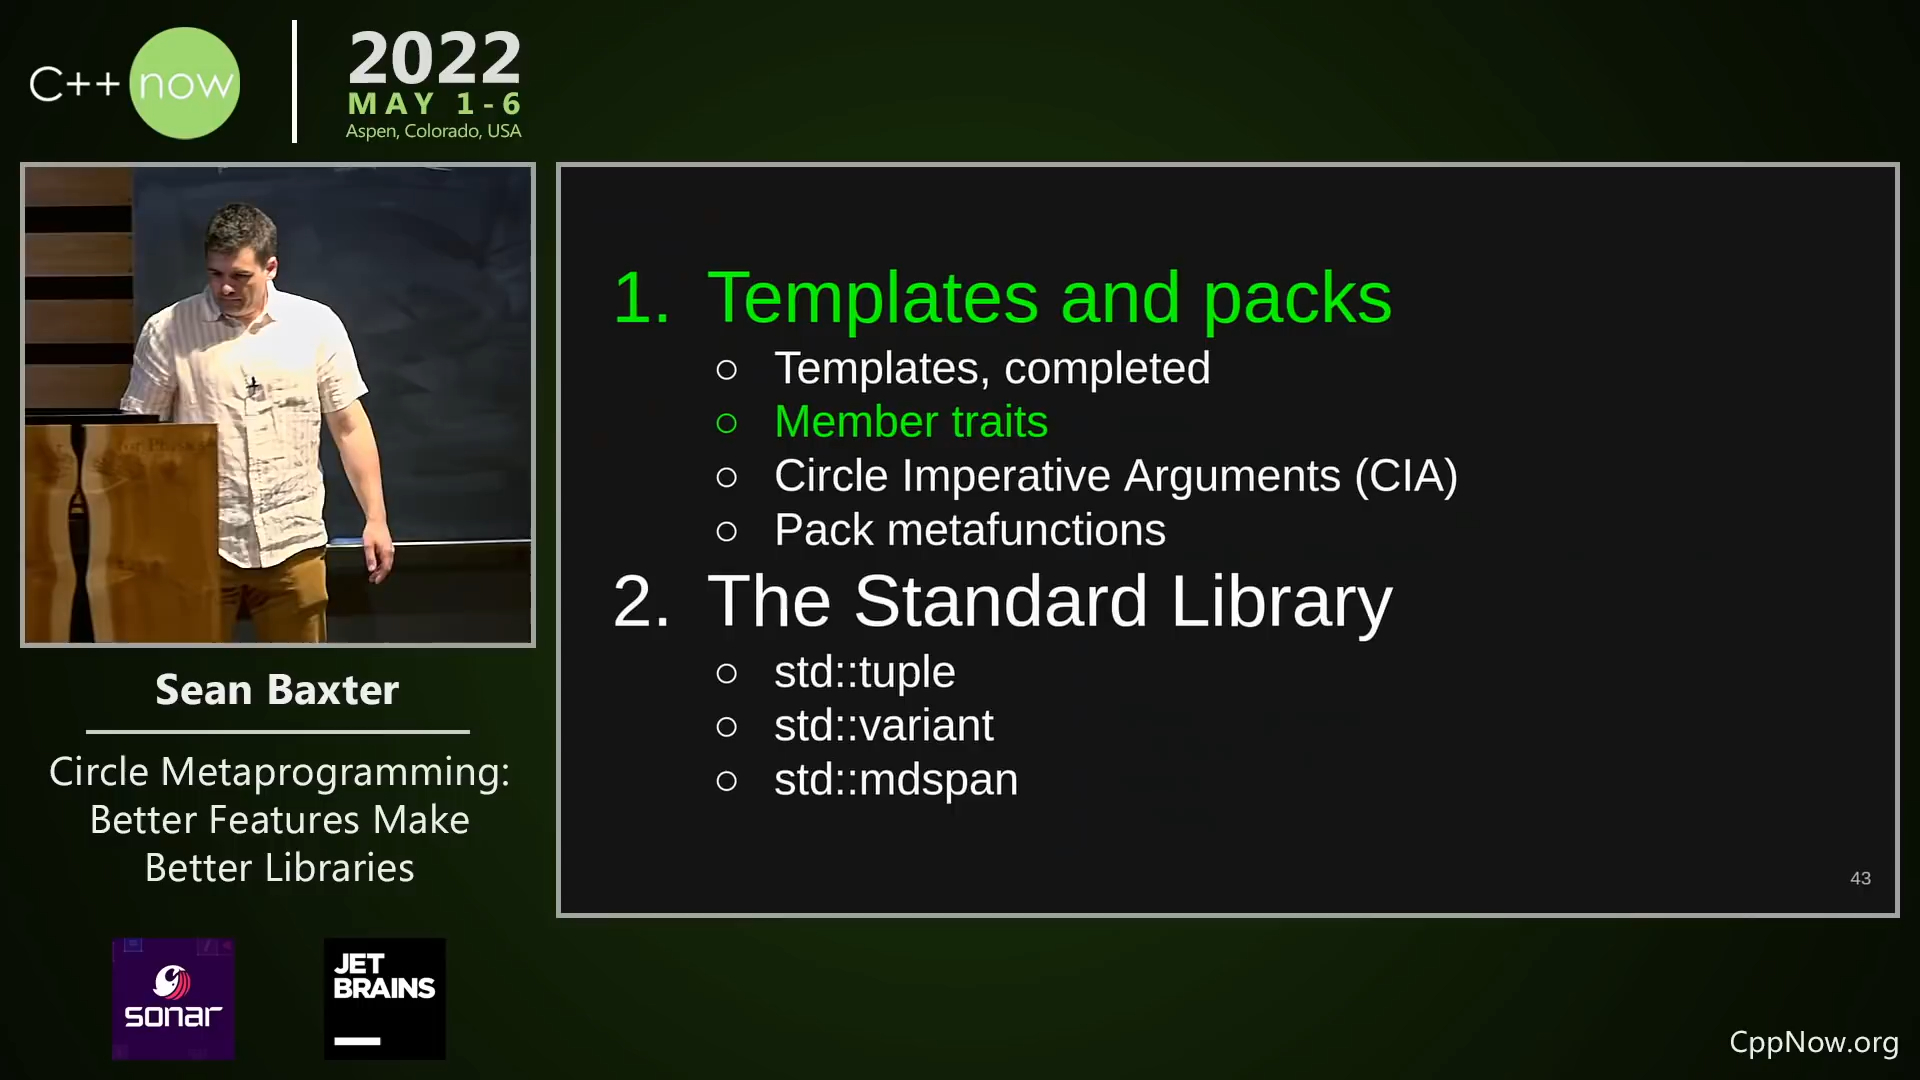 C++ now
2022
MAY 1-6
Aspen, Colorado, USA
1. Templates and packs
○ Templates, completed
○ Member traits
○ Circle Imperative Arguments (CIA)
○ Pack metafunctions
2. The Standard Library
○ std::tuple
○ std::variant
○ std::mdspan
43
Sean Baxter
Circle Metaprogramming:
Better Features Make
Better Libraries
sonar
JET
BRAINS
CppNow.org